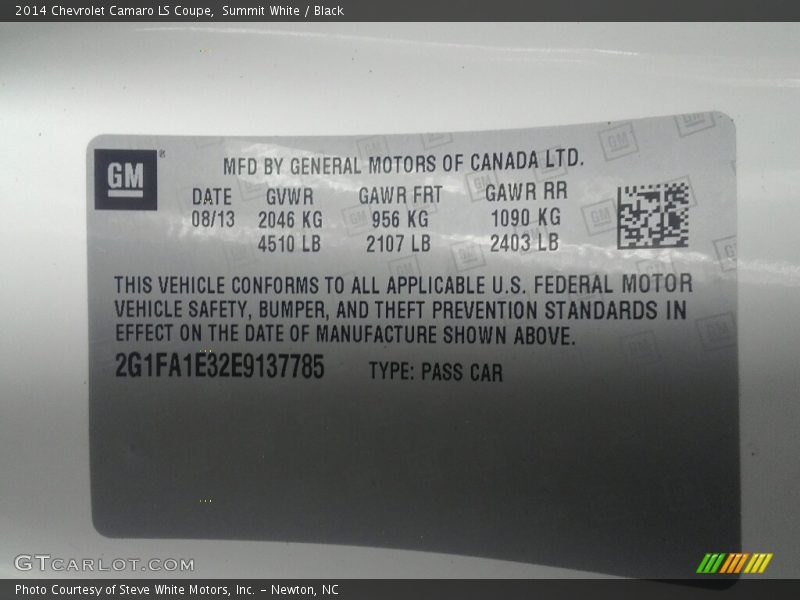 2014 Chevrolet Camaro LS Coupe,  Summit White / Black
GM ®
MFD BY GENERAL MOTORS OF CANADA LTD.
DATE GVWR GAWR FRT GAWR RR
08/13 2046 KG 956 KG 1090 KG
4510 LB 2107 LB 2403 LB
THIS VEHICLE CONFORMS TO ALL APPLICABLE U.S. FEDERAL MOTOR
VEHICLE SAFETY, BUMPER, AND THEFT PREVENTION STANDARDS IN
EFFECT ON THE DATE OF MANUFACTURE SHOWN ABOVE.
2G1FA1E32E9137785 TYPE: PASS CAR
GTCARLOT.COM
Photo Courtesy of Steve White Motors, Inc. – Newton, NC